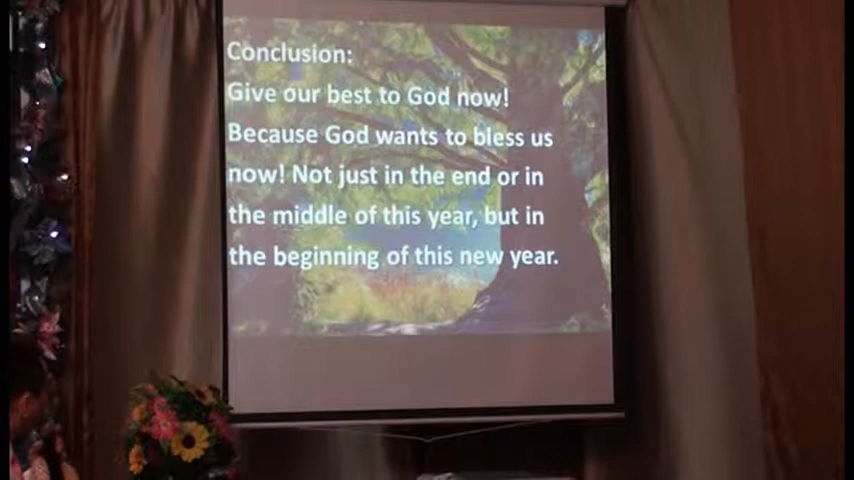 Conclusion:
Give our best to God now!
Because God wants to bless us
now! Not just in the end or in
the middle of this year, but in
the beginning of this new year.